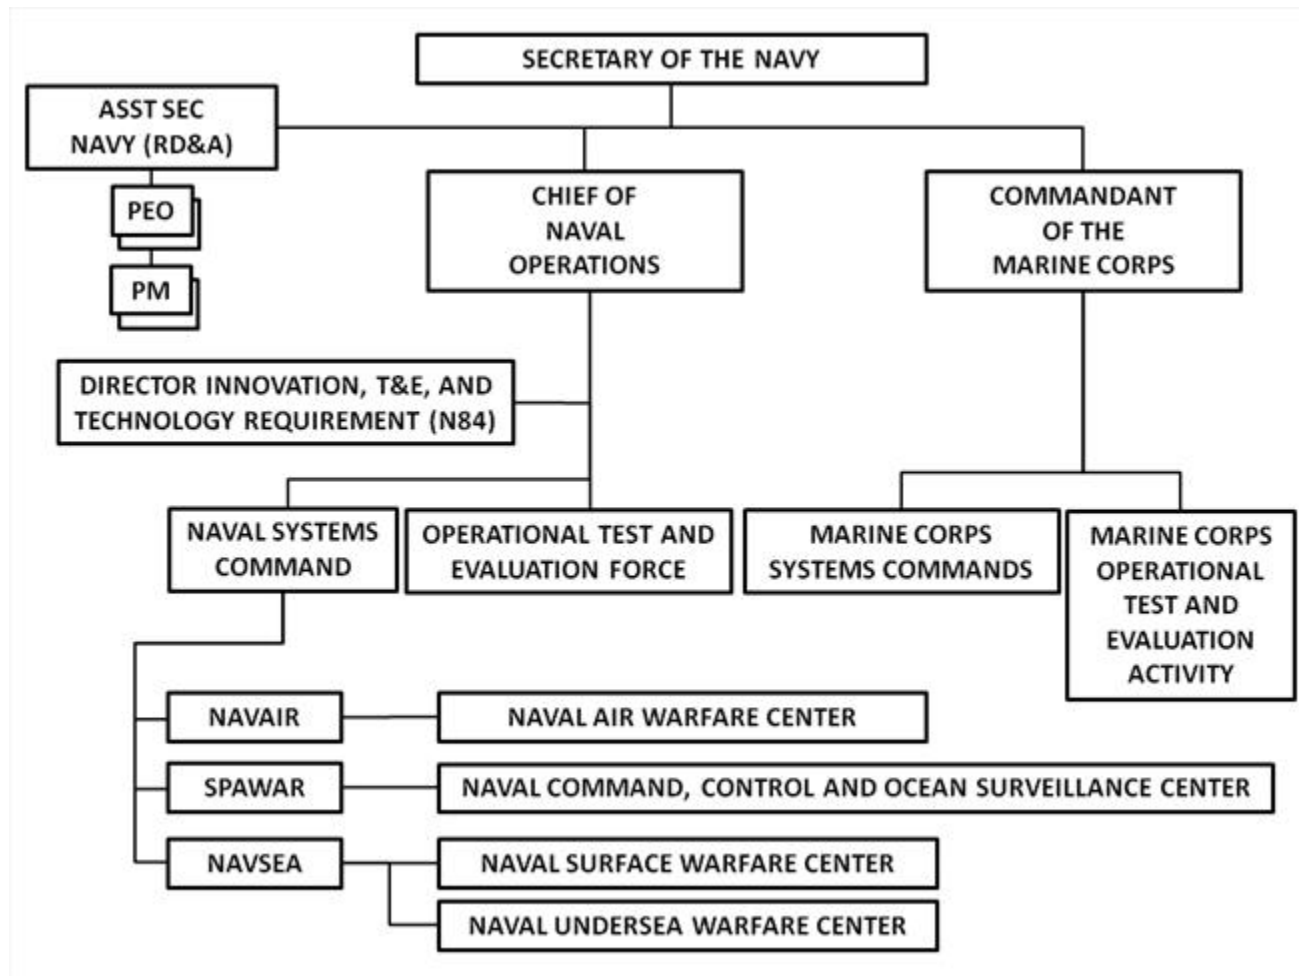 SECRETARY OF THE NAVY
ASST SEC
NAVY (RD&A)
PEO
PM
CHIEF OF
NAVAL
OPERATIONS
COMMANDANT
OF THE
MARINE CORPS
DIRECTOR INNOVATION, T&E, AND
TECHNOLOGY REQUIREMENT (N84)
NAVAL SYSTEMS
COMMAND
OPERATIONAL TEST AND
EVALUATION FORCE
MARINE CORPS
SYSTEMS COMMANDS
MARINE CORPS
OPERATIONAL
TEST AND
EVALUATION
ACTIVITY
NAVAIR
NAVAL AIR WARFARE CENTER
SPAWAR
NAVAL COMMAND, CONTROL AND OCEAN SURVEILLANCE CENTER
NAVSEA
NAVAL SURFACE WARFARE CENTER
NAVAL UNDERSEA WARFARE CENTER